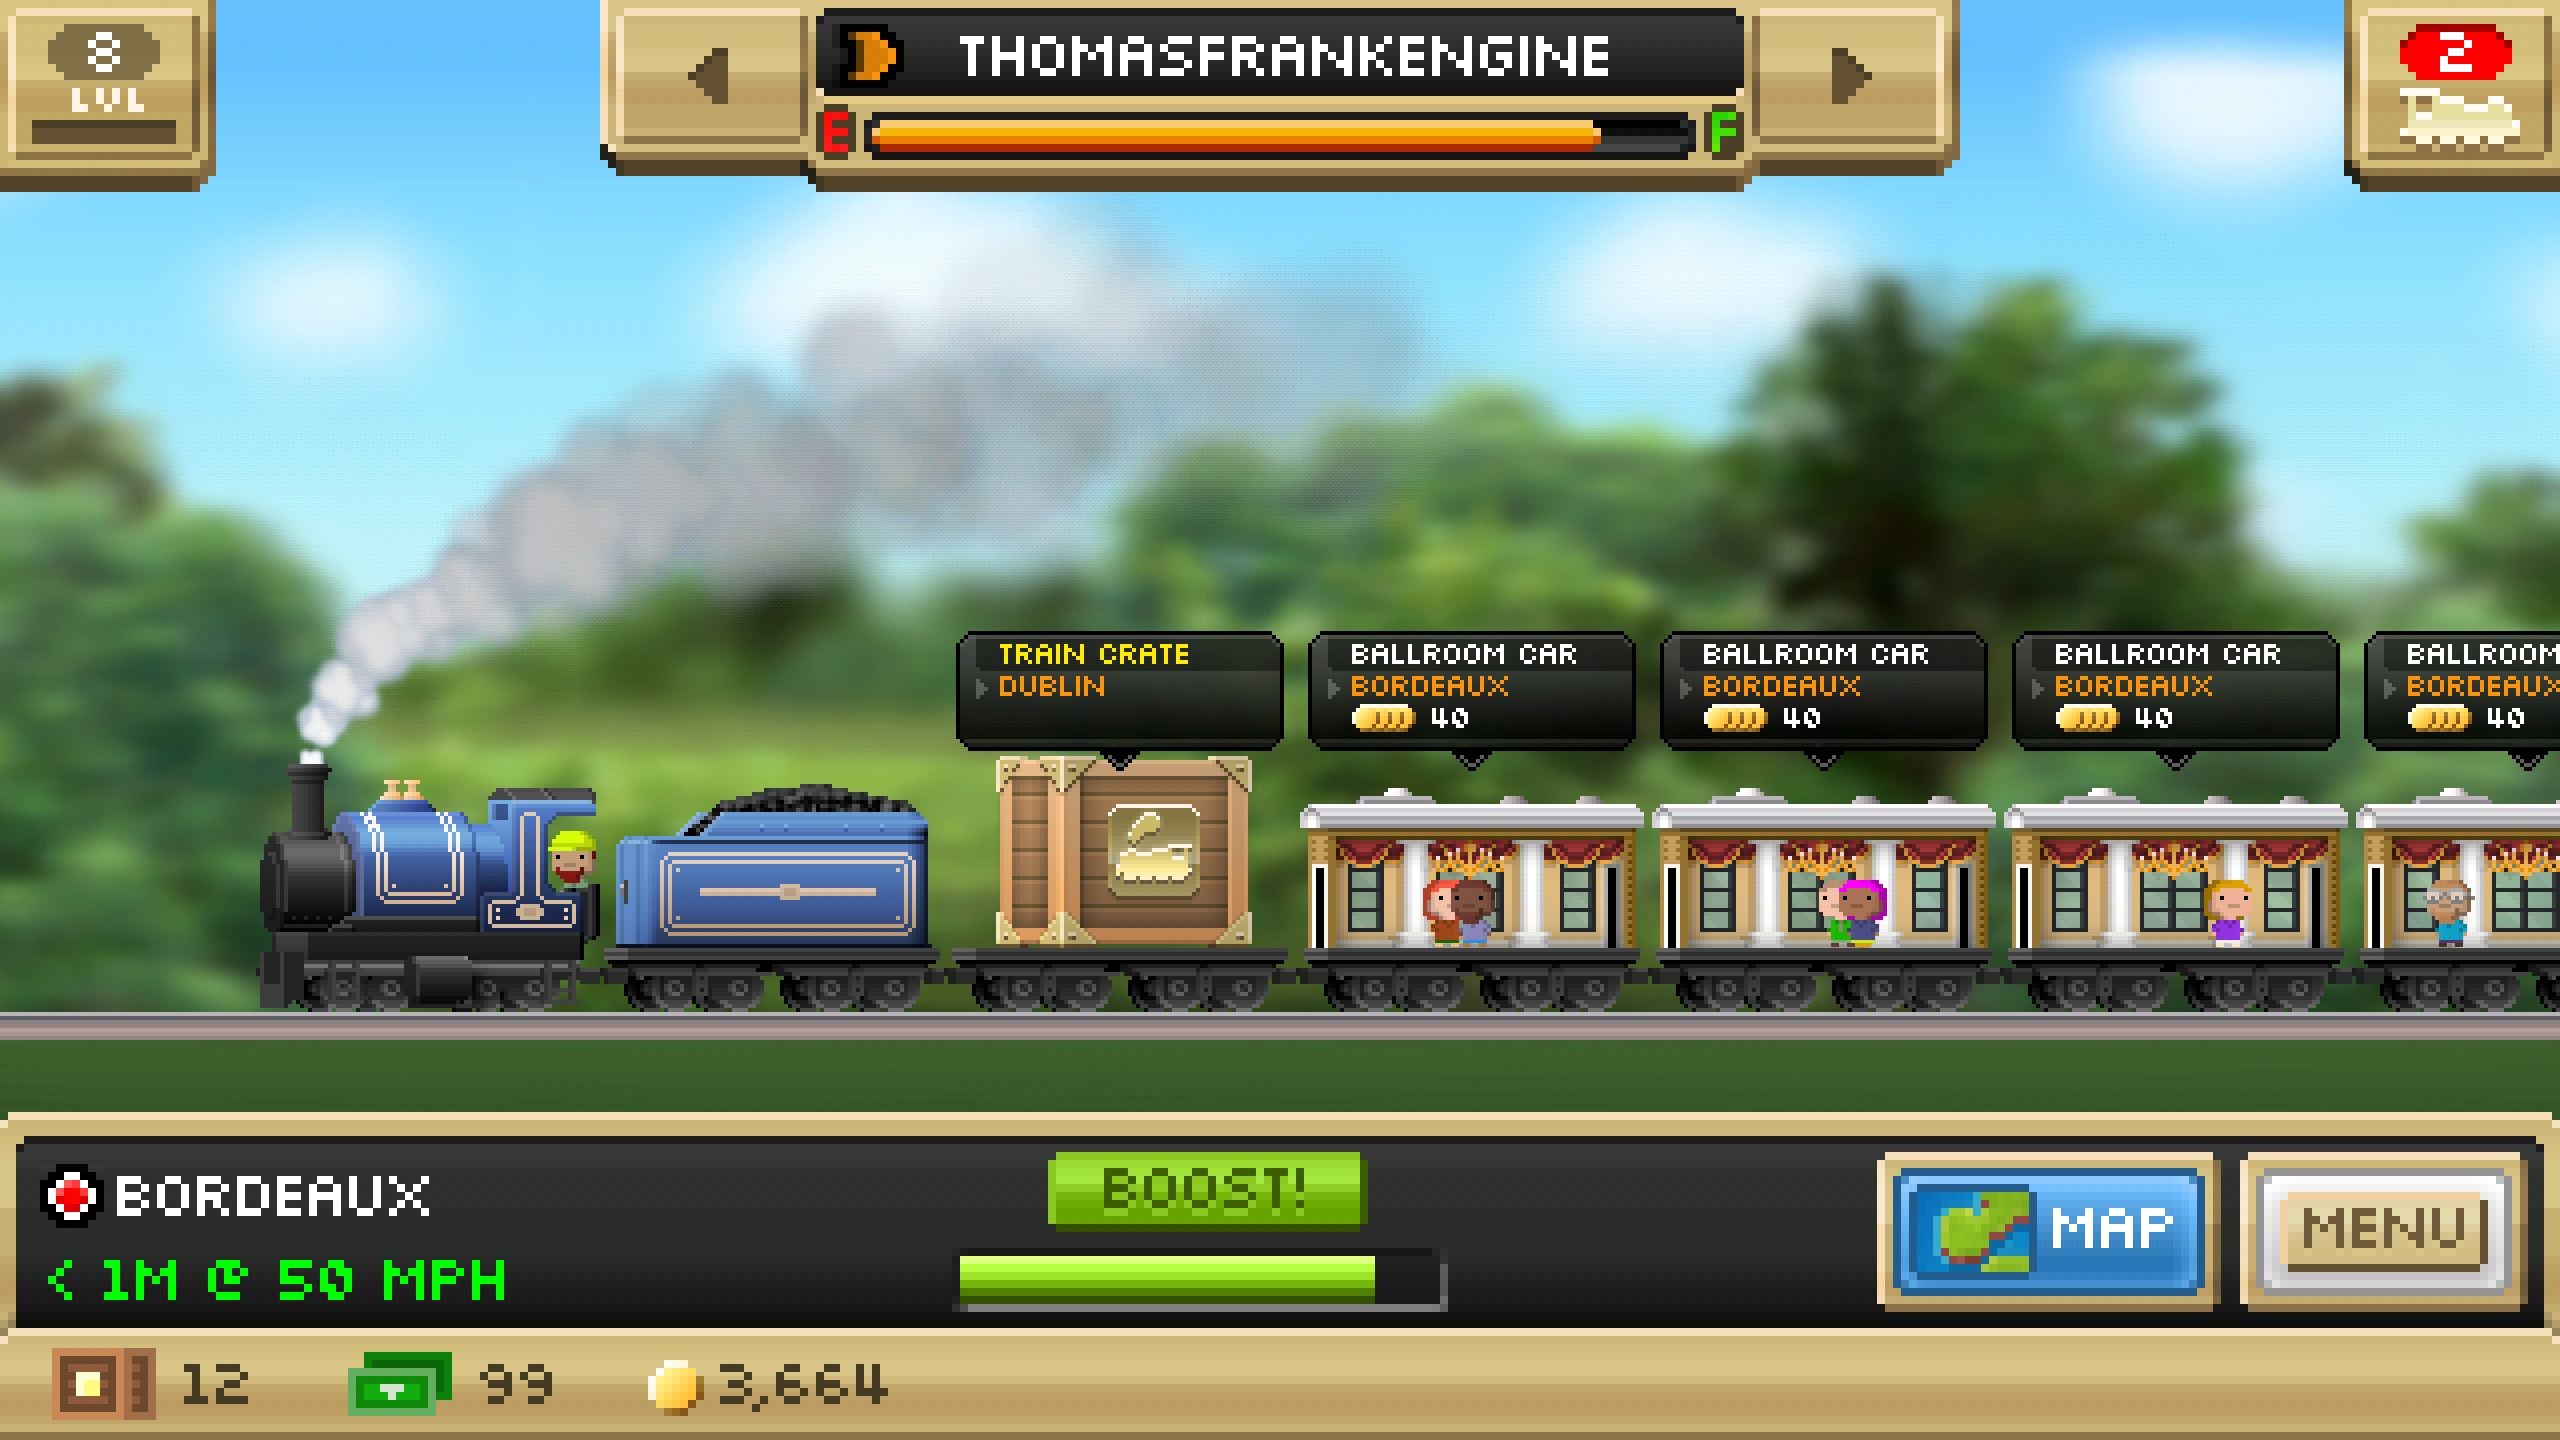 8
LVL
THOMASFRANKENGINE
E F
2
TRAIN CRATE
DUBLIN
BALLROOM CAR
BORDEAUX
40
BALLROOM CAR
BORDEAUX
40
BALLROOM CAR
BORDEAUX
40
BALLROOM
BORDEAUX
40
BORDEAUX
< 1M @ 50 MPH
BOOST!
MAP
MENU
12 99 3,664